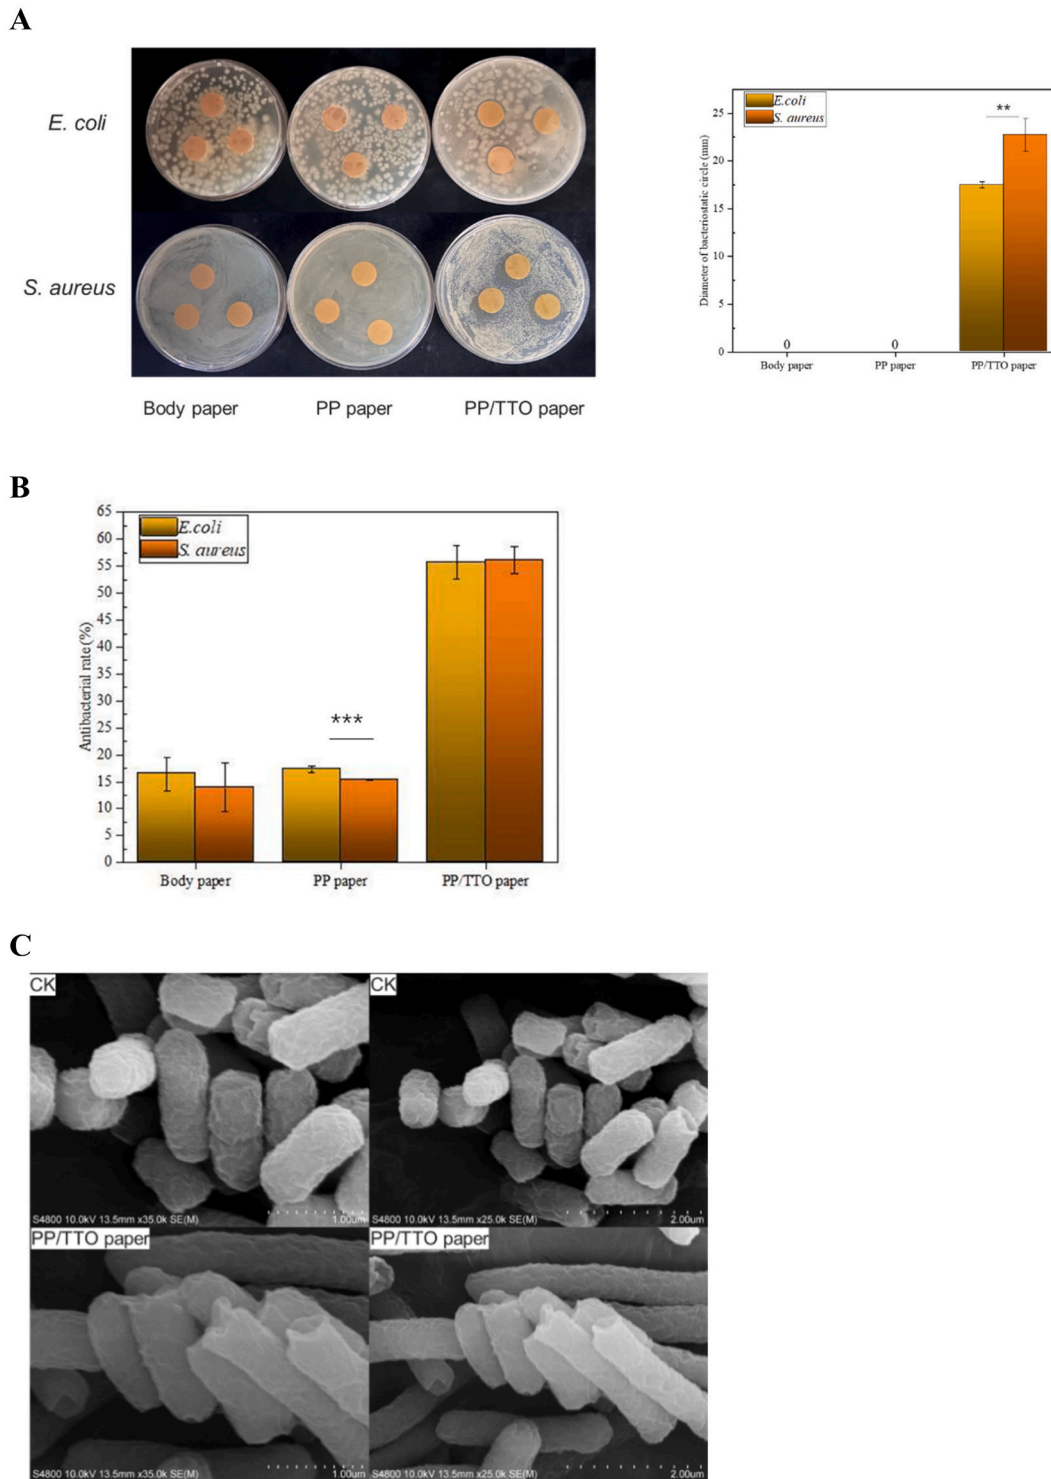 A
E. coli
S. aureus
Body paper
PP paper
PP/TTO paper
Diameter of bacteriostatic circle (mm)
25
20
15
10
5
0
E.coli
S. aureus
**
0
0
Body paper
PP paper
PP/TTO paper
B
Antibacterial rate (%)
65
60
55
50
45
40
35
30
25
20
15
10
5
0
E.coli
S. aureus
***
Body paper
PP paper
PP/TTO paper
C
CK
S4800 10.0kV 13.5mm x35.0k SE(M)
1.00um
CK
S4800 10.0kV 13.5mm x25.0k SE(M)
2.00um
PP/TTO paper
S4800 10.0kV 13.5mm x35.0k SE(M)
1.00um
PP/TTO paper
S4800 10.0kV 13.5mm x25.0k SE(M)
2.00um